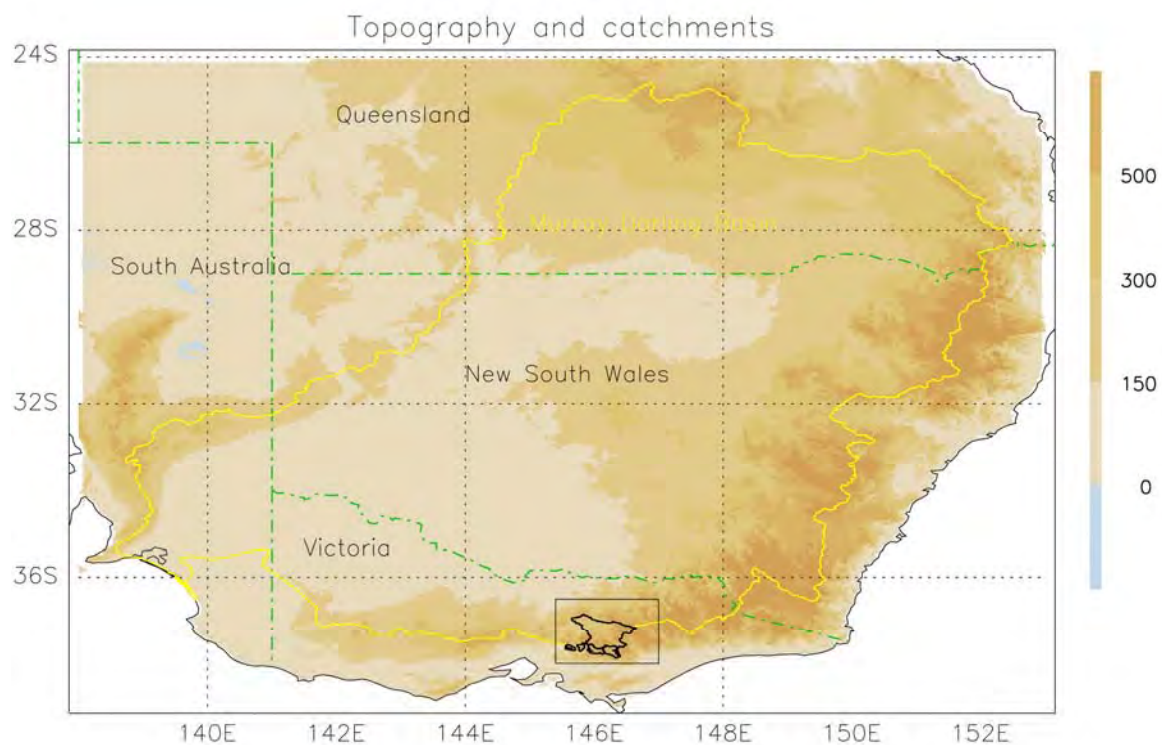 Topography and catchments
24S
Queensland
500
28S
Murray Darling Basin
South Australia
300
New South Wales
150
32S
0
Victoria
36S
140E 142E 144E 146E 148E 150E 152E